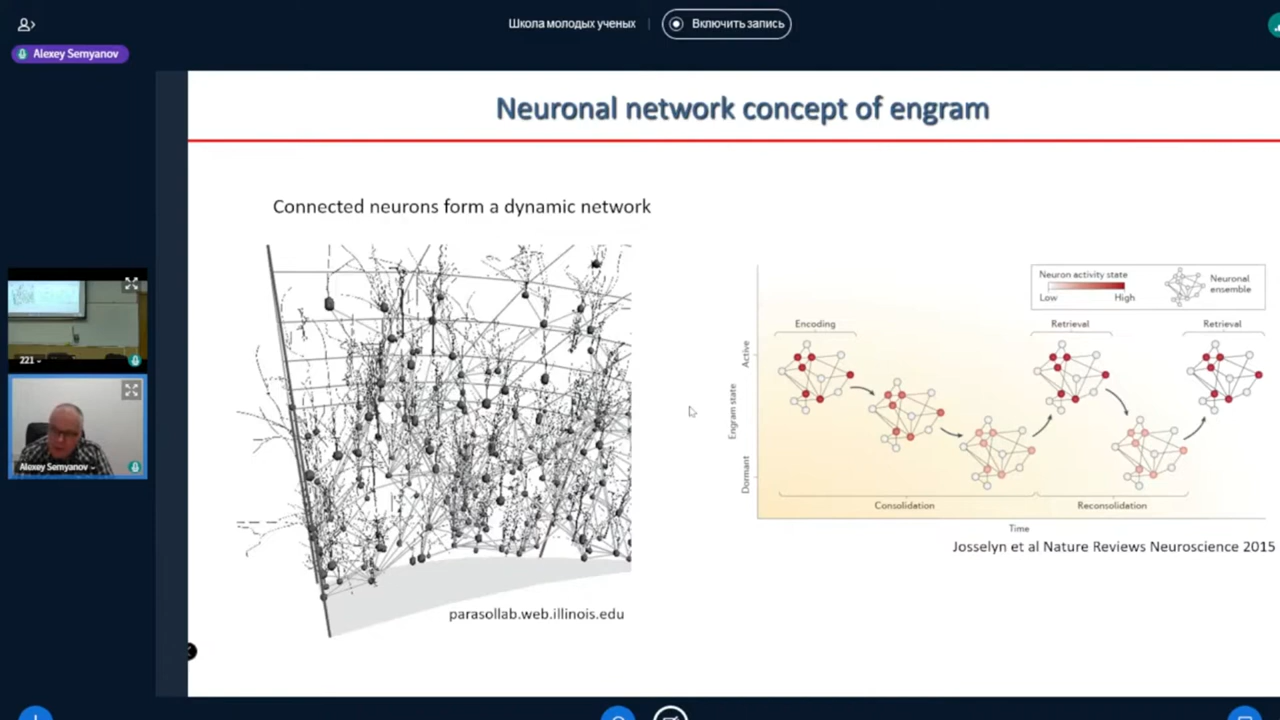 Школа молодых ученых
Включить запись
Alexey Semyanov
Neuronal network concept of engram
Connected neurons form a dynamic network
Neuron activity state
Low
High
Neuronal
ensemble
Encoding
Retrieval
Retrieval
Active
Engram state
Dormant
Consolidation
Reconsolidation
Time
Josselyn et al Nature Reviews Neuroscience 2015
parasollab.web.illinois.edu
221
Alexey Semyanov